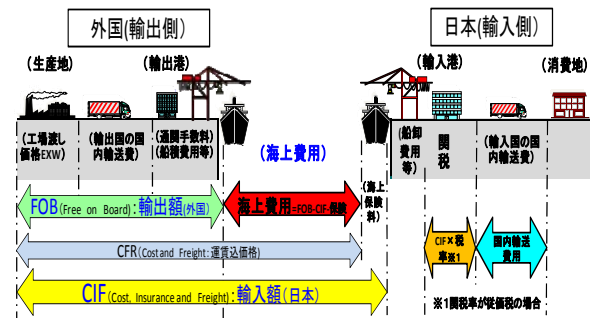 外国(輸出側)
日本(輸入側)
(生産地)
(輸出港)
(輸入港)
(消費地)
(工場渡し
価格EXW)
(輸出国の国
内輸送費)
(通関手数料)
(船積費用
等)
(海上費用)
(船卸
費用
等)
関
税
(輸入国の国
内輸送費)
FOB(Free on Board):輸出額(外国)
海上費用=FOB-CIF-保険
(海上
保険
料)
CFR(Cost and Freight:運賃込価格)
CIF×税
率※1
国内輸送
費用
CIF(Cost, Insurance and Freight):輸入額(日本)
※1関税率が従価税の場合